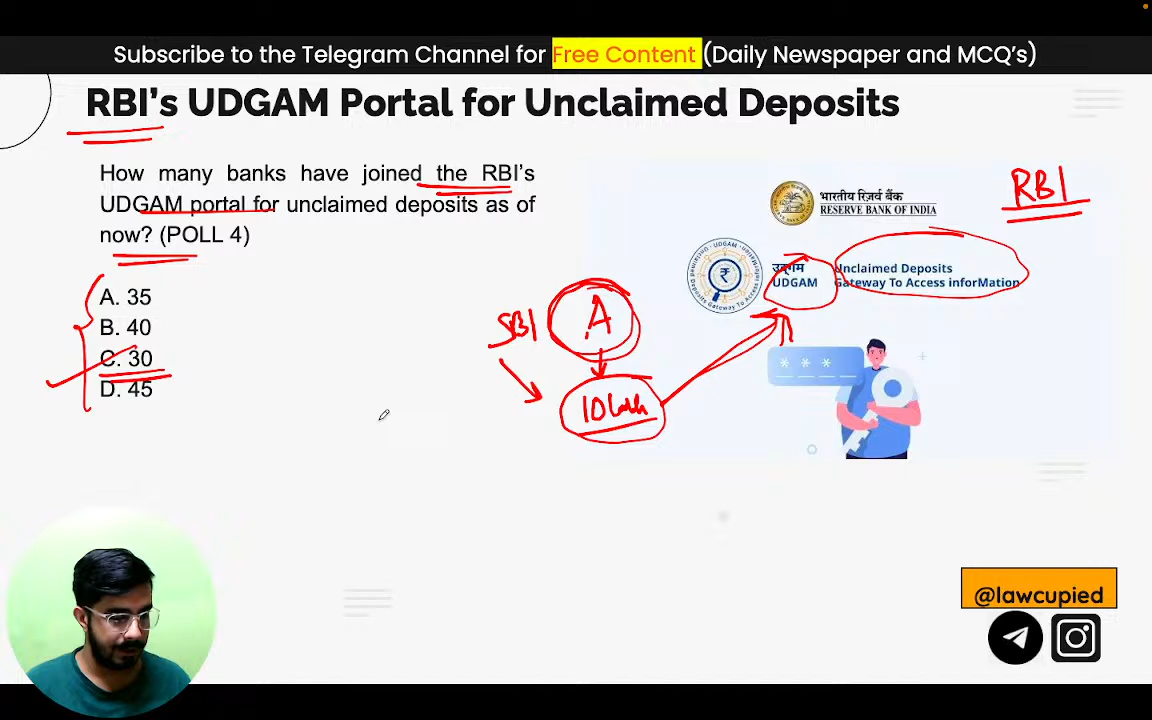 Subscribe to the Telegram Channel for Free Content (Daily Newspaper and MCQ's)
RBI's UDGAM Portal for Unclaimed Deposits
How many banks have joined the RBI's
UDGAM portal for unclaimed deposits as of
now? (POLL 4)
A. 35
B. 40
C. 30
D. 45
RBI
भारतीय रिज़र्व बैंक
RESERVE BANK OF INDIA
उद्गम
UDGAM
Unclaimed Deposits
Gateway To Access inforMation
SBI
A
10 Lakh
* * *
@lawcupied